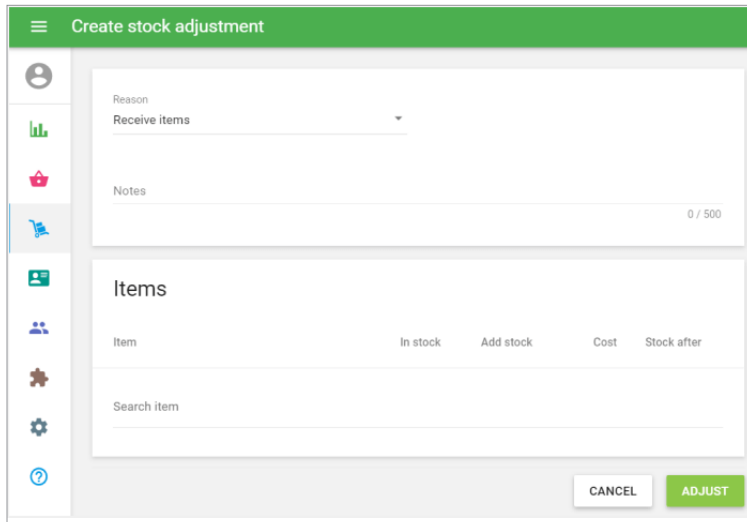 Create stock adjustment
Reason
Receive items
Notes
0 / 500
Items
Item In stock Add stock Cost Stock after
Search item
CANCEL ADJUST